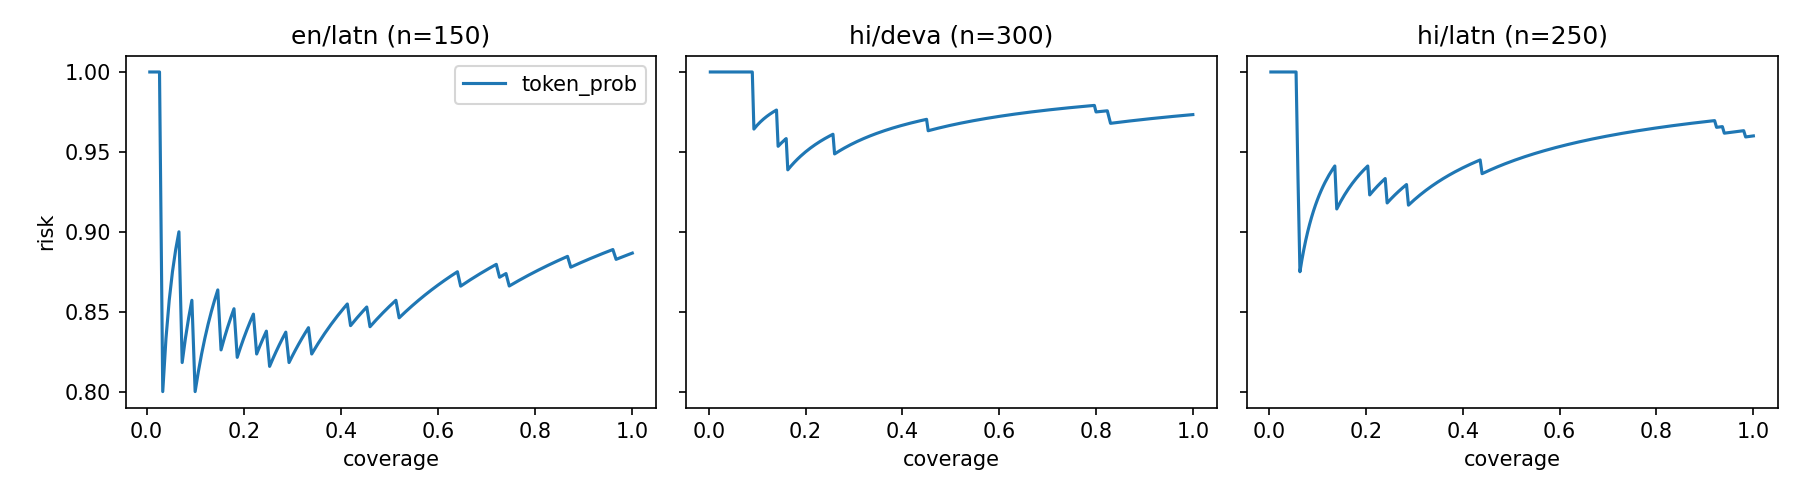 en/latn (n=150)
hi/deva (n=300)
hi/latn (n=250)
token_prob
risk
1.00
0.95
0.90
0.85
0.80
0.0 0.2 0.4 0.6 0.8 1.0
0.0 0.2 0.4 0.6 0.8 1.0
0.0 0.2 0.4 0.6 0.8 1.0
coverage
coverage
coverage